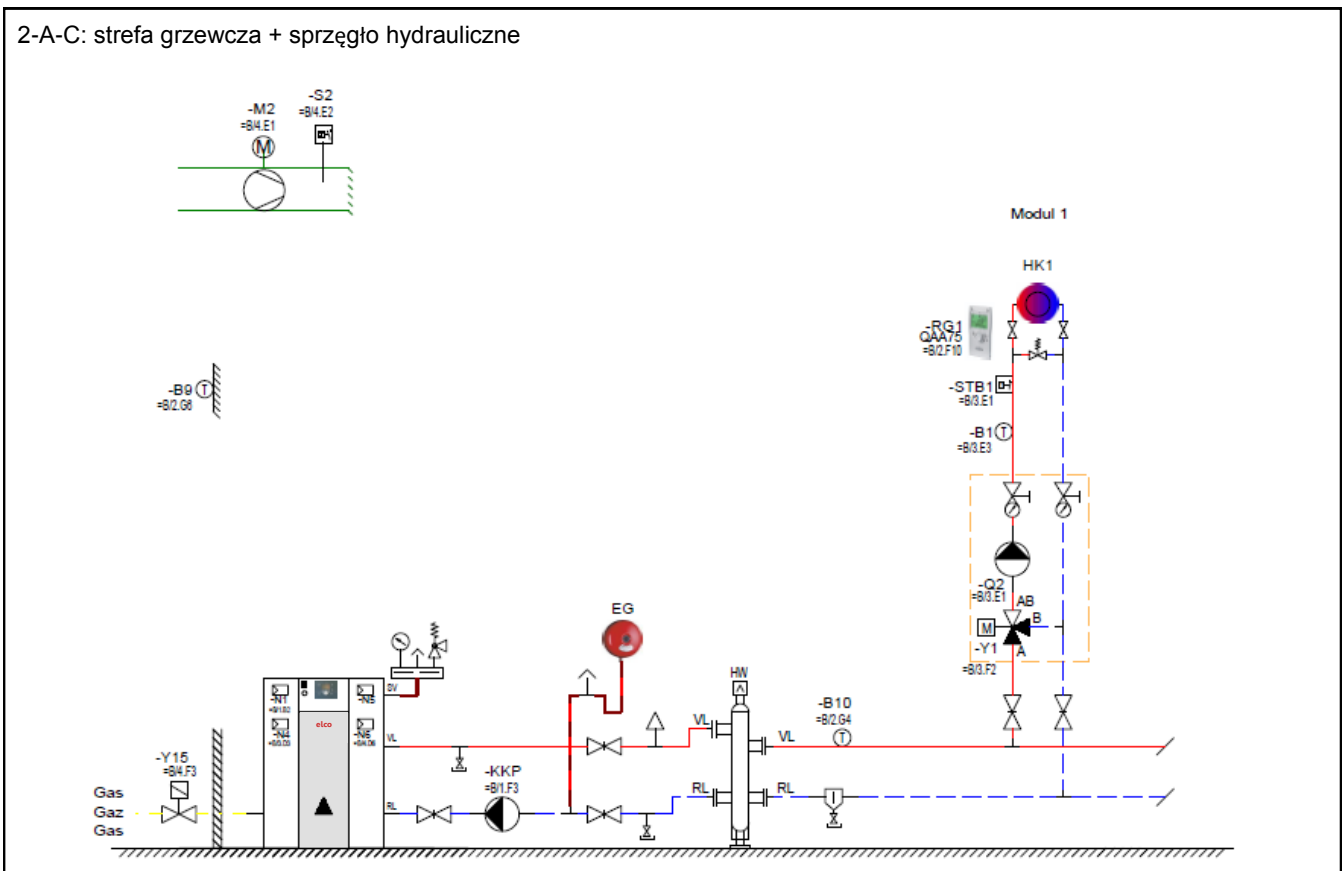 2-A-C: strefa grzewcza + sprzęgło hydrauliczne
-M2
=B/4.E1
M
-S2
=B/4.E2
Modul 1
HK1
-RG1
QAA75
=B/2.F10
-STB1
=B/3.E1
-B9 T
=B/2.G6
-B1 T
=B/3.E3
-Q2
=B/3.E1
AB
B
M
-Y1
A
=B/3.F2
EG
HW
-N1
=B/1.D2
-N5
SV
elco
-N4
-N6
VL
VL
VL
-B10
=B/2.G4
T
-Y15
=B/4.F3
-KKP
=B/1.F3
RL
RL
RL
Gas
Gaz
Gas